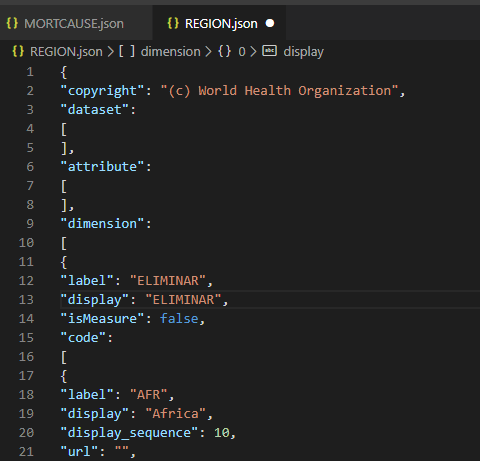 {} MORTCAUSE.json {} REGION.json ●
{} REGION.json > [ ] dimension > {} 0 > abc display
1 {
2 "copyright": "(c) World Health Organization",
3 "dataset":
4 [
5 ],
6 "attribute":
7 [
8 ],
9 "dimension":
10 [
11 {
12 "label": "ELIMINAR",
13 "display": "ELIMINAR",
14 "isMeasure": false,
15 "code":
16 [
17 {
18 "label": "AFR",
19 "display": "Africa",
20 "display_sequence": 10,
21 "url": "",